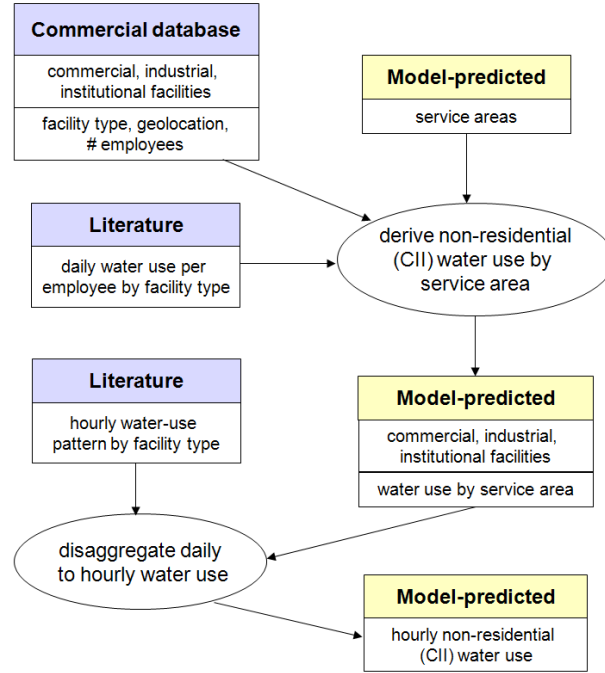 Commercial database
commercial, industrial,
institutional facilities
facility type, geolocation,
# employees
Model-predicted
service areas
Literature
daily water use per
employee by facility type
derive non-residential
(CII) water use by
service area
Literature
hourly water-use
pattern by facility type
Model-predicted
commercial, industrial,
institutional facilities
water use by service area
disaggregate daily
to hourly water use
Model-predicted
hourly non-residential
(CII) water use